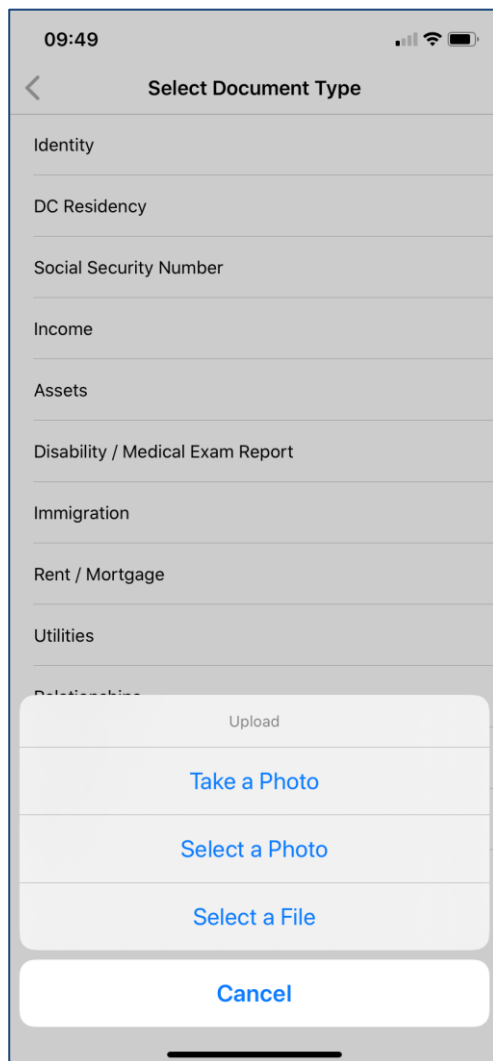 09:49
Select Document Type
Identity
DC Residency
Social Security Number
Income
Assets
Disability / Medical Exam Report
Immigration
Rent / Mortgage
Utilities
Relationships
Upload
Take a Photo
Select a Photo
Select a File
Cancel